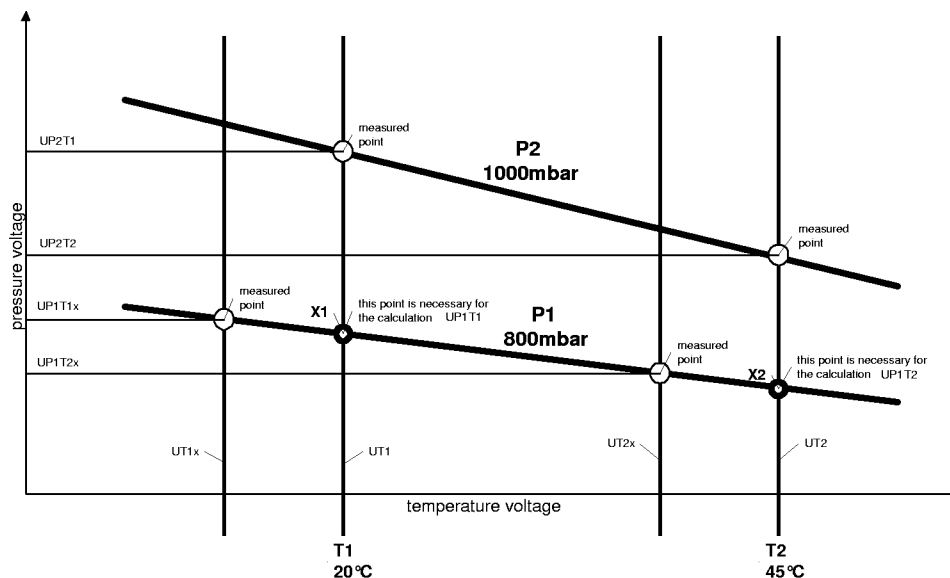 measured
point
UP2T1
P2
1000mbar
measured
point
UP2T2
pressure voltage
measured
point
UP1T1x
X1
this point is necessary for
the calculation UP1T1
P1
800mbar
measured
point
UP1T2x
X2
this point is necessary for
the calculation UP1T2
UT1x
UT1
UT2x
UT2
temperature voltage
T1
20°C
T2
45°C